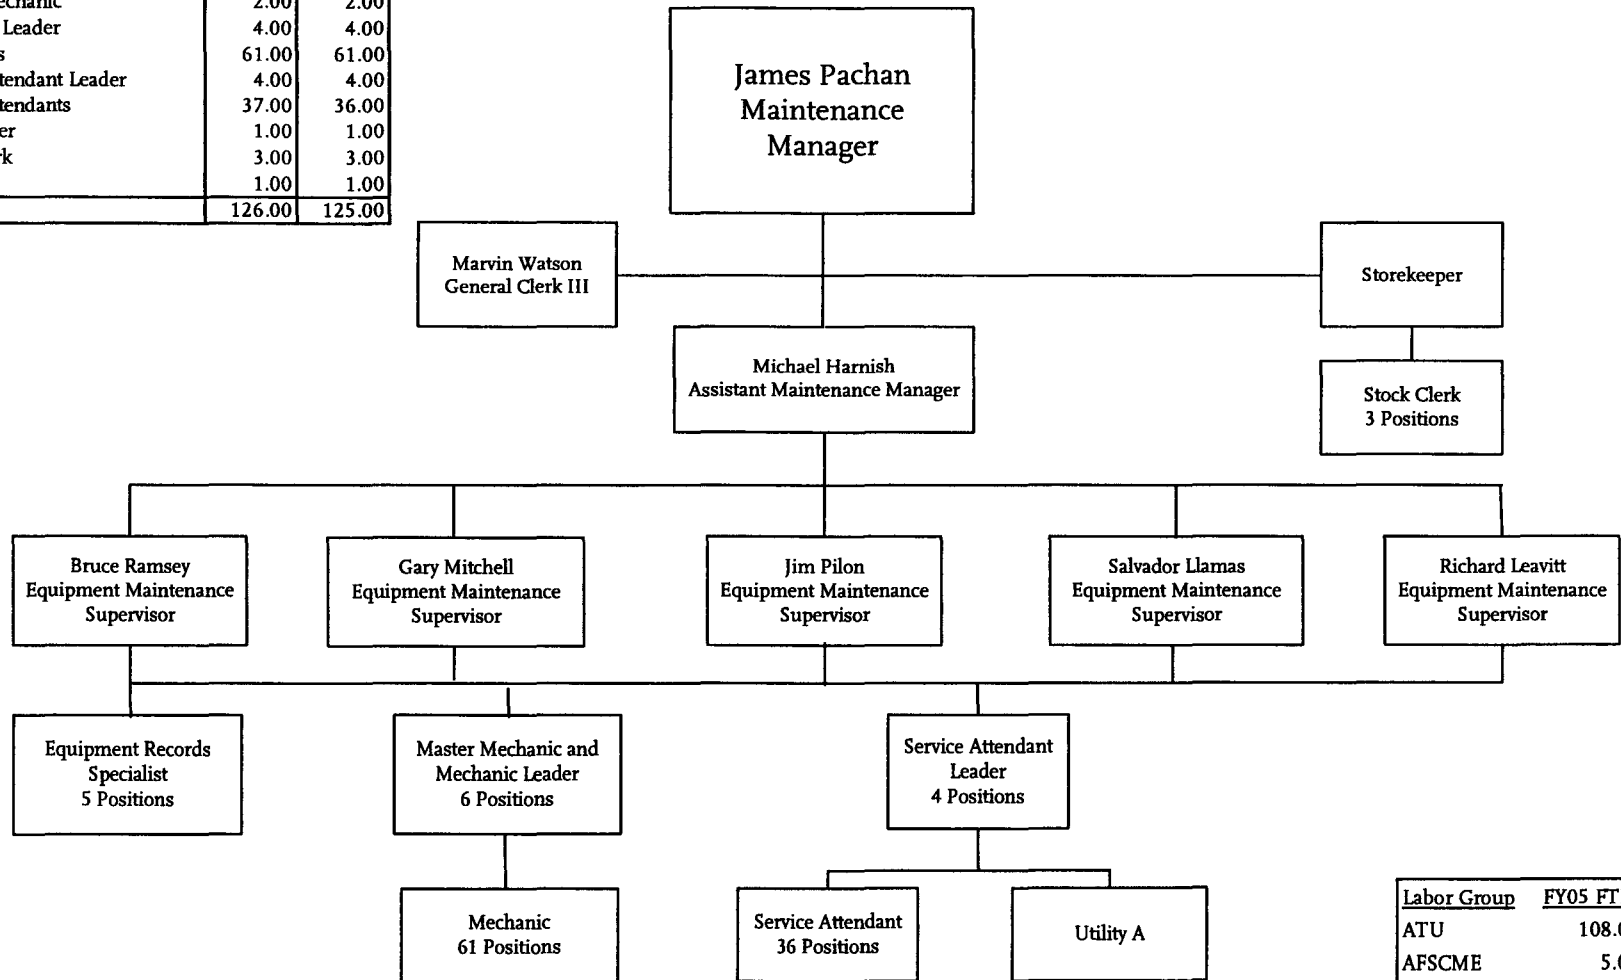 2.00 2.00
Leader 4.00 4.00
61.00 61.00
Leader 4.00 4.00
37.00 36.00
1.00 1.00
3.00 3.00
1.00 1.00
126.00 125.00
James Pachan
Maintenance
Manager
Marvin Watson
General Clerk III
Storekeeper
Michael Harnish
Assistant Maintenance Manager
Stock Clerk
3 Positions
Bruce Ramsey
Equipment Maintenance
Supervisor
Gary Mitchell
Equipment Maintenance
Supervisor
Jim Pilon
Equipment Maintenance
Supervisor
Salvador Llamas
Equipment Maintenance
Supervisor
Richard Leavitt
Equipment Maintenance
Supervisor
Equipment Records
Specialist
5 Positions
Master Mechanic and
Mechanic Leader
6 Positions
Service Attendant
Leader
4 Positions
Mechanic
61 Positions
Service Attendant
36 Positions
Utility A
Labor Group FY05 FT
ATU 108.0
AFSCME